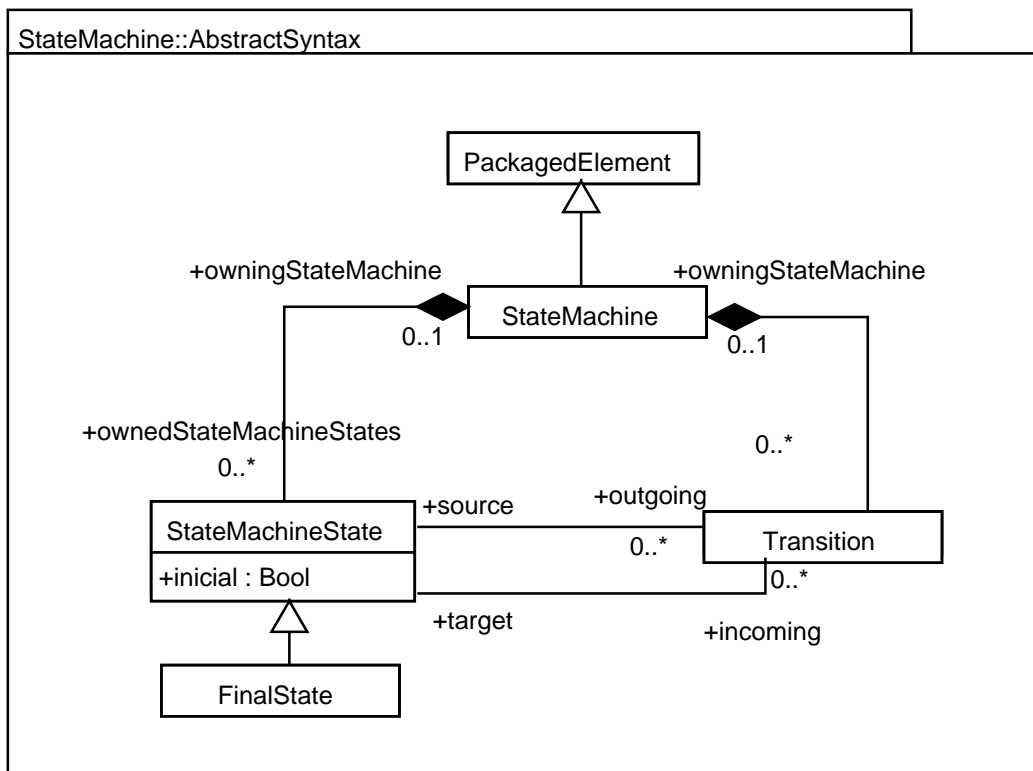 StateMachine::AbstractSyntax
PackagedElement
+owningStateMachine
+owningStateMachine
StateMachine
0..1
0..1
+ownedStateMachineStates
0..*
0..*
+source
+outgoing
StateMachineState
0..*
Transition
+inicial : Bool
0..*
+target
+incoming
FinalState